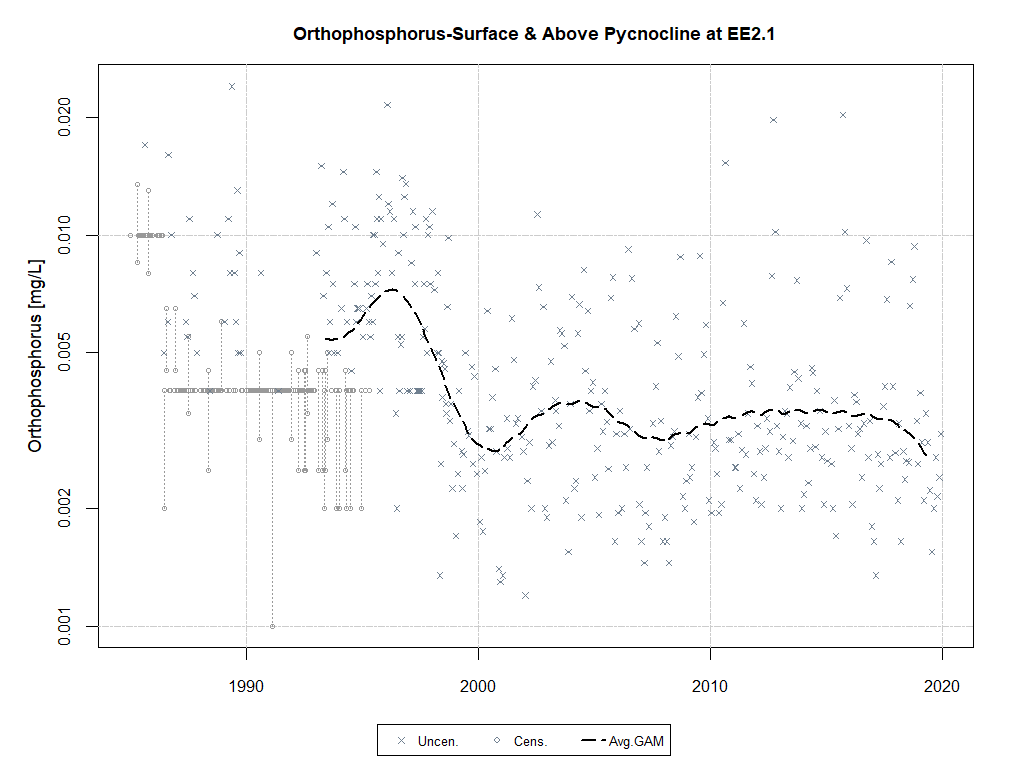 Orthophosphorus-Surface & Above Pycnocline at EE2.1
Orthophosphorus [mg/L]
0.020
0.010
0.005
0.002
0.001
1990 2000 2010 2020
Uncen. Cens. Avg.GAM